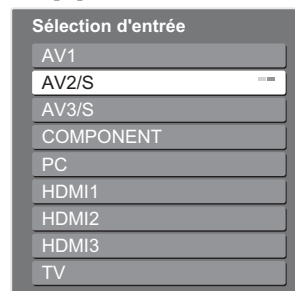 Sélection d'entrée
AV1
AV2/S
AV3/S
COMPONENT
PC
HDMI1
HDMI2
HDMI3
TV